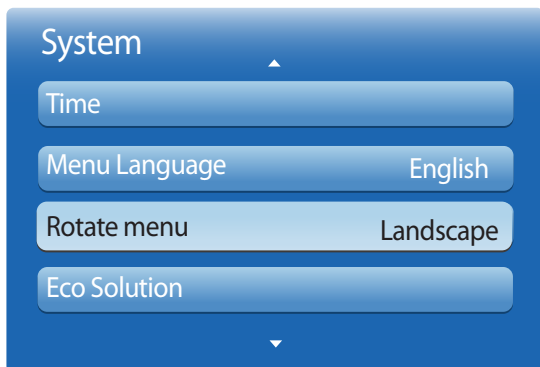 System
Time
Menu Language English
Rotate menu Landscape
Eco Solution